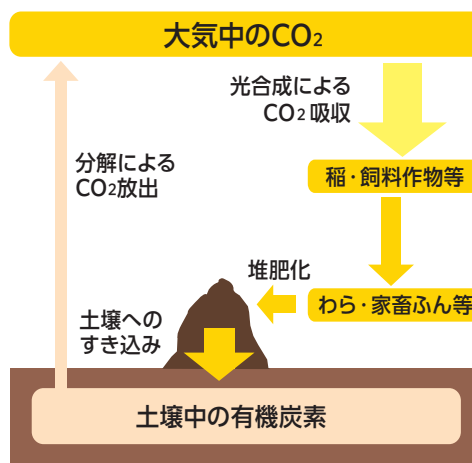 大気中のCO₂
光合成による
CO₂吸収
分解による
CO₂放出
稲・飼料作物等
堆肥化
わら・家畜ふん等
土壌への
すき込み
土壌中の有機炭素